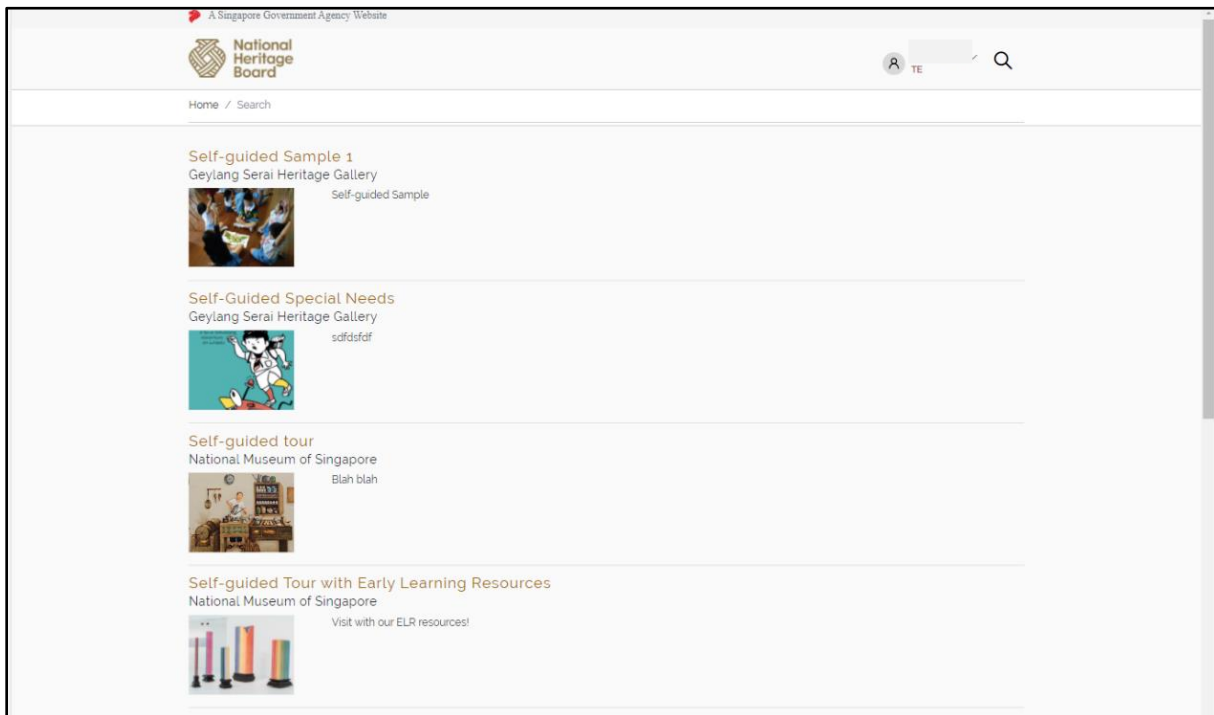 A Singapore Government Agency Website
National
Heritage
Board
TE
Home / Search
Self-guided Sample 1
Geylang Serai Heritage Gallery
Self-guided Sample
Self-Guided Special Needs
Geylang Serai Heritage Gallery
sdfdsfdf
Self-guided tour
National Museum of Singapore
Blah blah
Self-guided Tour with Early Learning Resources
National Museum of Singapore
Visit with our ELR resources!